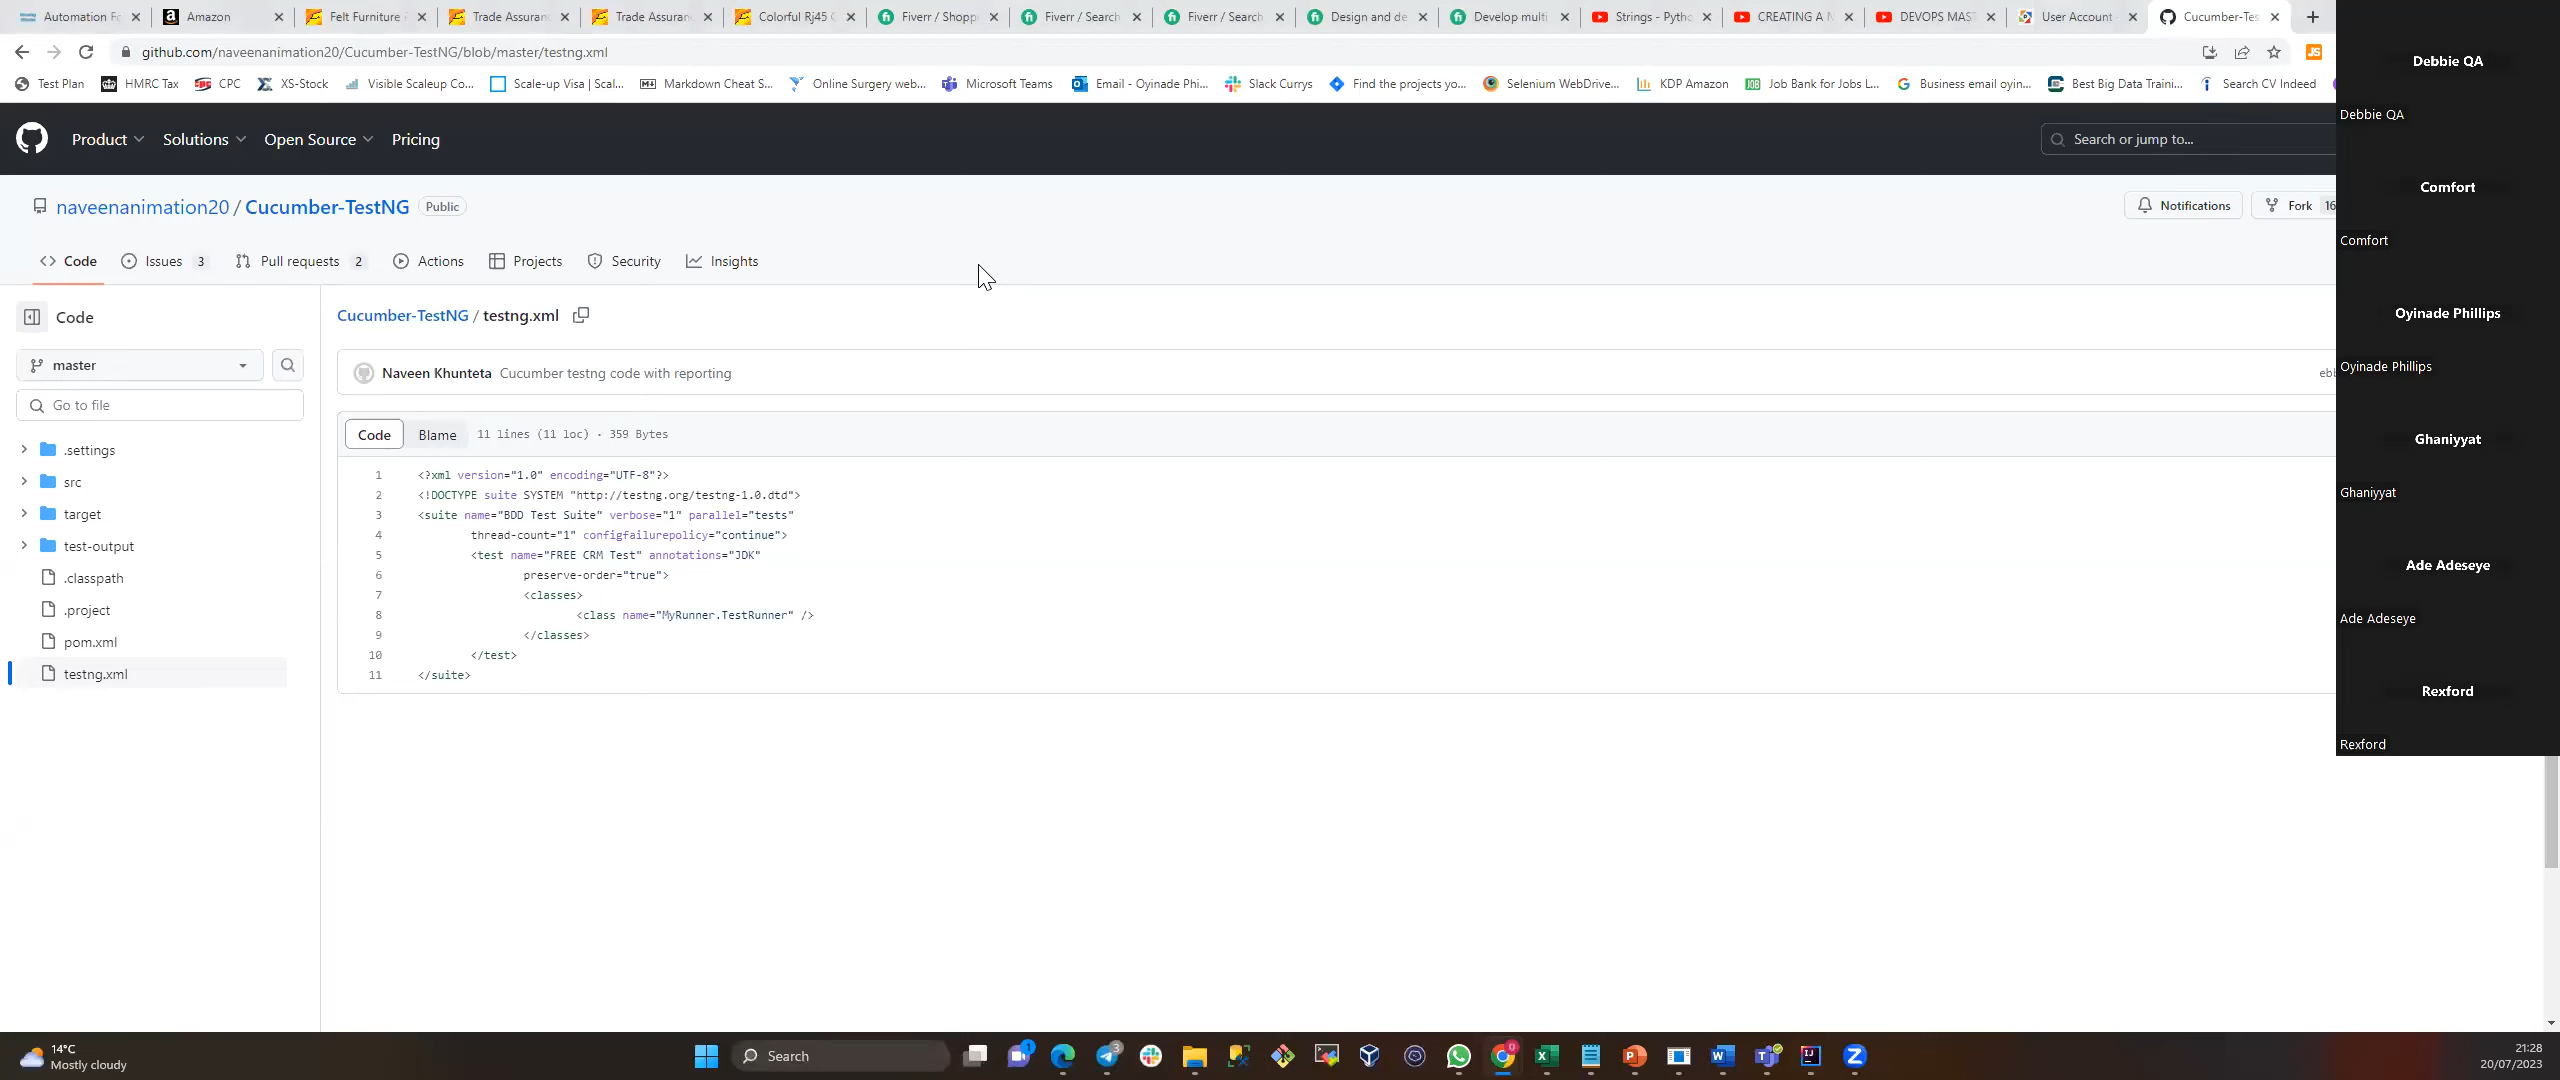 Automation Fo
Amazon
Felt Furniture F
Trade Assuran
Trade Assuran
Colorful Rj45 C
Fiverr / Shopp
Fiverr / Search
Fiverr / Search
Design and de
Develop multi
Strings - Pytho
CREATING A N
DEVOPS MAS
User Account
Cucumber-Tes
github.com/naveenanimation20/Cucumber-TestNG/blob/master/testng.xml
JS
Test Plan
HMRC Tax
CPC
XS-Stock
Visible Scaleup Co...
Scale-up Visa | Scal...
Markdown Cheat S...
Online Surgery web...
Microsoft Teams
Email - Oyinade Phi...
Slack Currys
Find the projects yo...
Selenium WebDrive...
KDP Amazon
Job Bank for Jobs L...
Business email oyin...
Best Big Data Traini...
Search CV Indeed
Product
Solutions
Open Source
Pricing
Search or jump to...
naveenanimation20 / Cucumber-TestNG Public
Notifications
Fork 16
Code
Issues 3
Pull requests 2
Actions
Projects
Security
Insights
Code
master
Go to file
.settings
src
target
test-output
.classpath
.project
pom.xml
testng.xml
Cucumber-TestNG / testng.xml
Naveen Khunteta Cucumber testng code with reporting
ebb
Code Blame 11 lines (11 loc) · 359 Bytes
1 <?xml version="1.0" encoding="UTF-8"?>
2 <!DOCTYPE suite SYSTEM "http://testng.org/testng-1.0.dtd">
3 <suite name="BDD Test Suite" verbose="1" parallel="tests"
4 thread-count="1" configfailurepolicy="continue">
5 <test name="FREE CRM Test" annotations="JDK"
6 preserve-order="true">
7 <classes>
8 <class name="MyRunner.TestRunner" />
9 </classes>
10 </test>
11 </suite>
Debbie QA
Debbie QA
Comfort
Comfort
Oyinade Phillips
Oyinade Phillips
Ghaniyyat
Ghaniyyat
Ade Adeseye
Ade Adeseye
Rexford
Rexford
14°C
Mostly cloudy
Search
21:28
20/07/2023